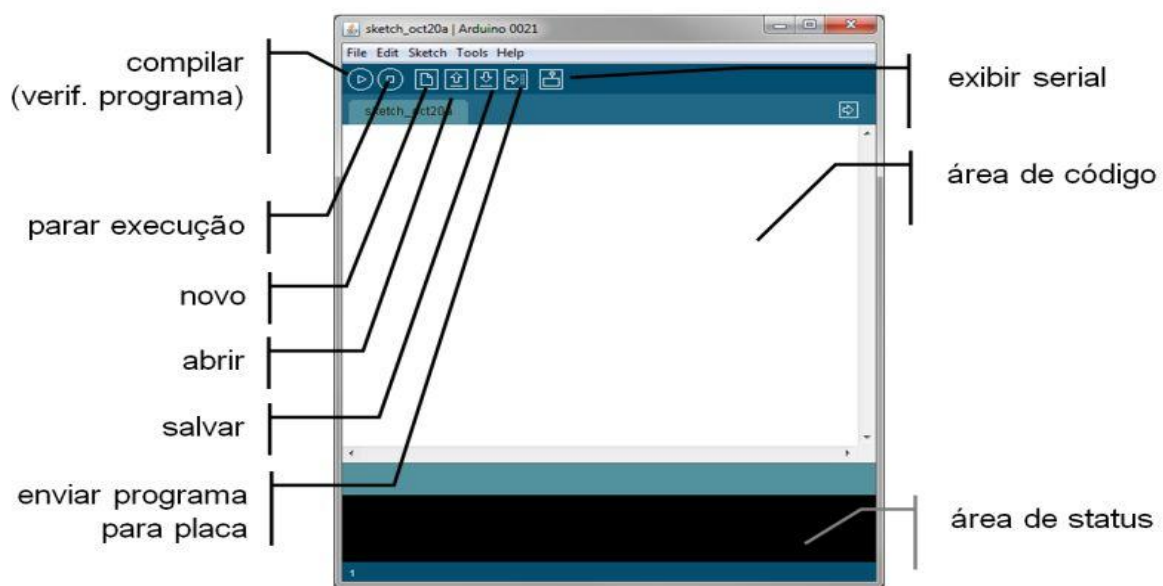 sketch_oct20a | Arduino 0021
File Edit Sketch Tools Help
compilar
(verif. programa)
exibir serial
sketch_oct20a
área de código
parar execução
novo
abrir
salvar
enviar programa
para placa
área de status
1